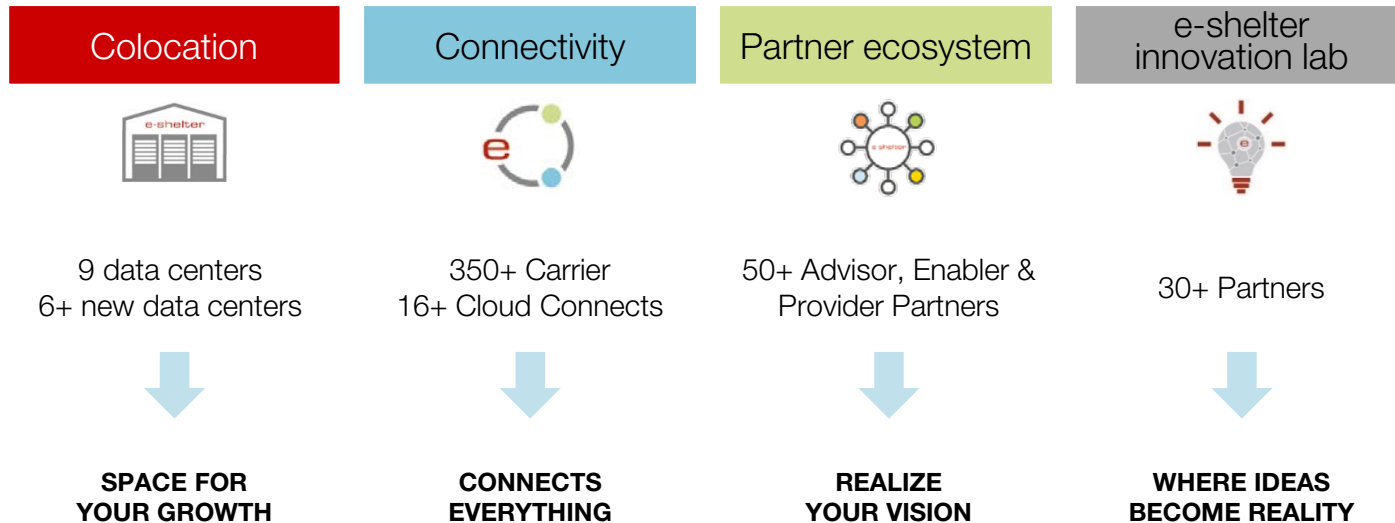 Colocation
e-shelter
9 data centers
6+ new data centers
SPACE FOR
YOUR GROWTH
Connectivity
e
350+ Carrier
16+ Cloud Connects
CONNECTS
EVERYTHING
Partner ecosystem
e-shelter
50+ Advisor, Enabler &
Provider Partners
REALIZE
YOUR VISION
e-shelter
innovation lab
e
30+ Partners
WHERE IDEAS
BECOME REALITY